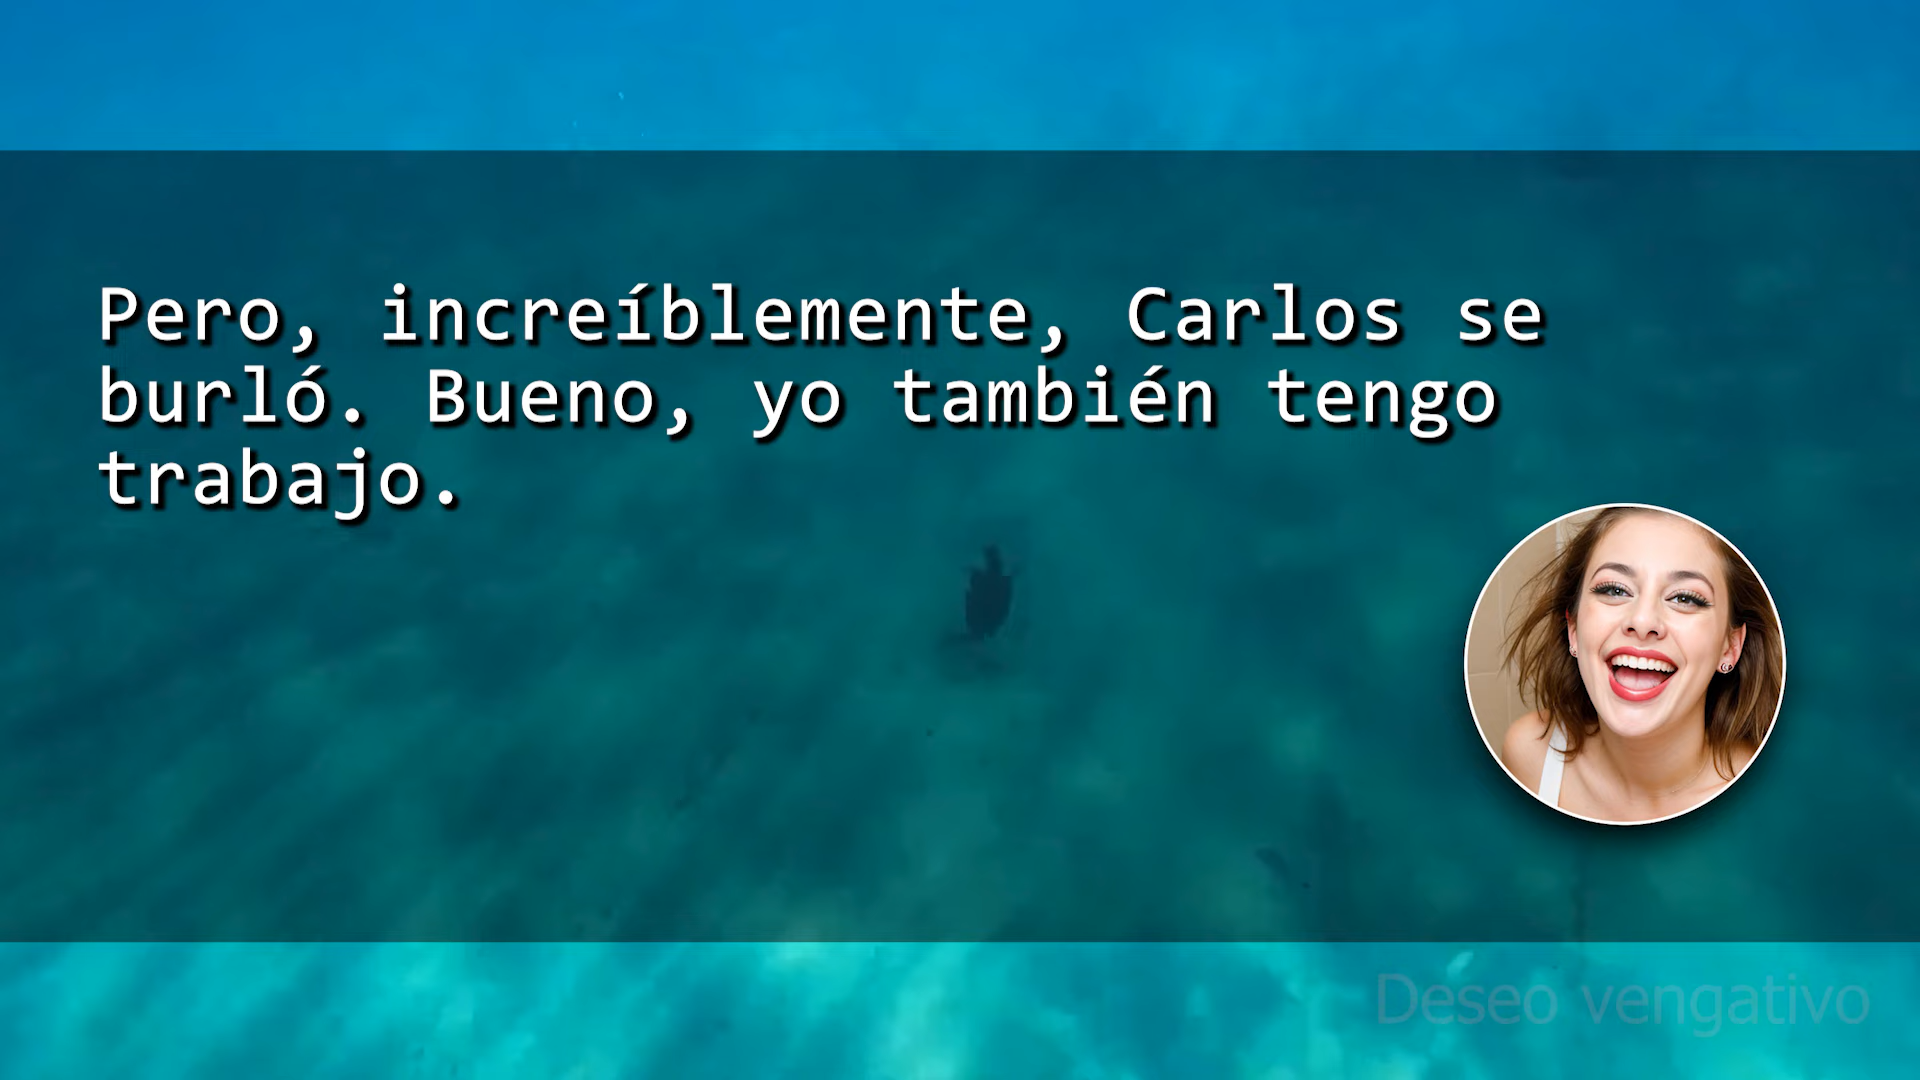 Pero, increíblemente, Carlos se
burló. Bueno, yo también tengo
trabajo.
Deseo vengativo